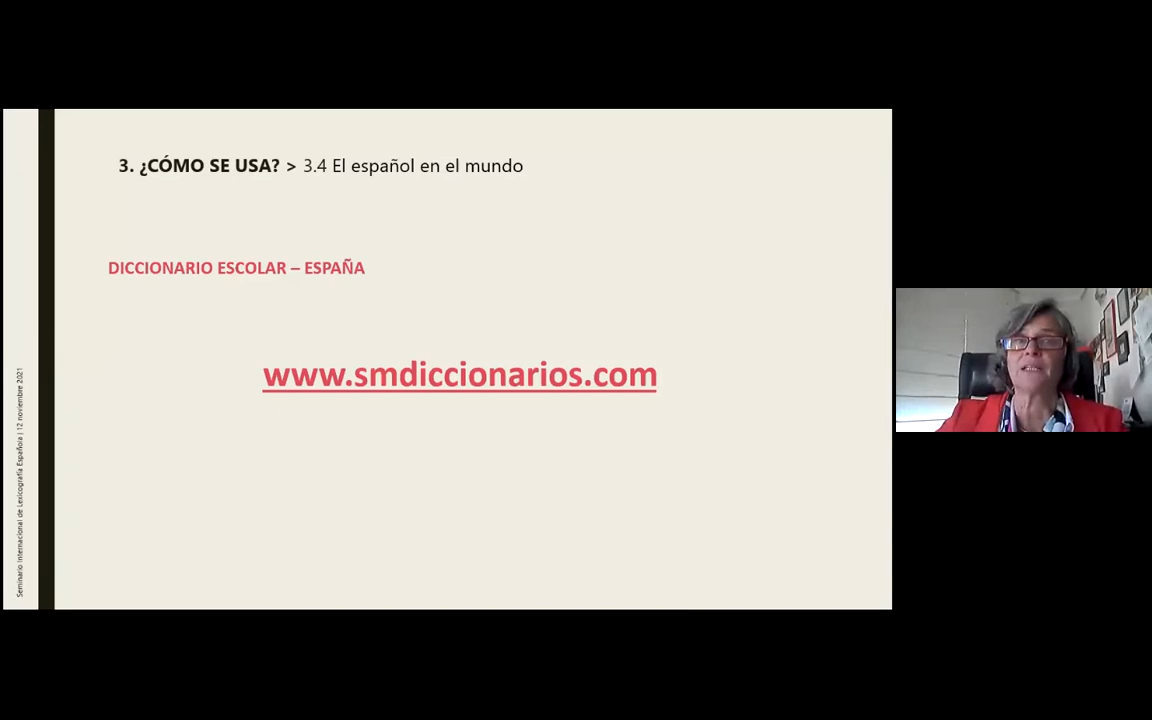 3. ¿CÓMO SE USA? > 3.4 El español en el mundo
DICCIONARIO ESCOLAR – ESPAÑA
www.smdiccionarios.com
Seminario Internacional de Lexicografía Española | 12 noviembre 2021